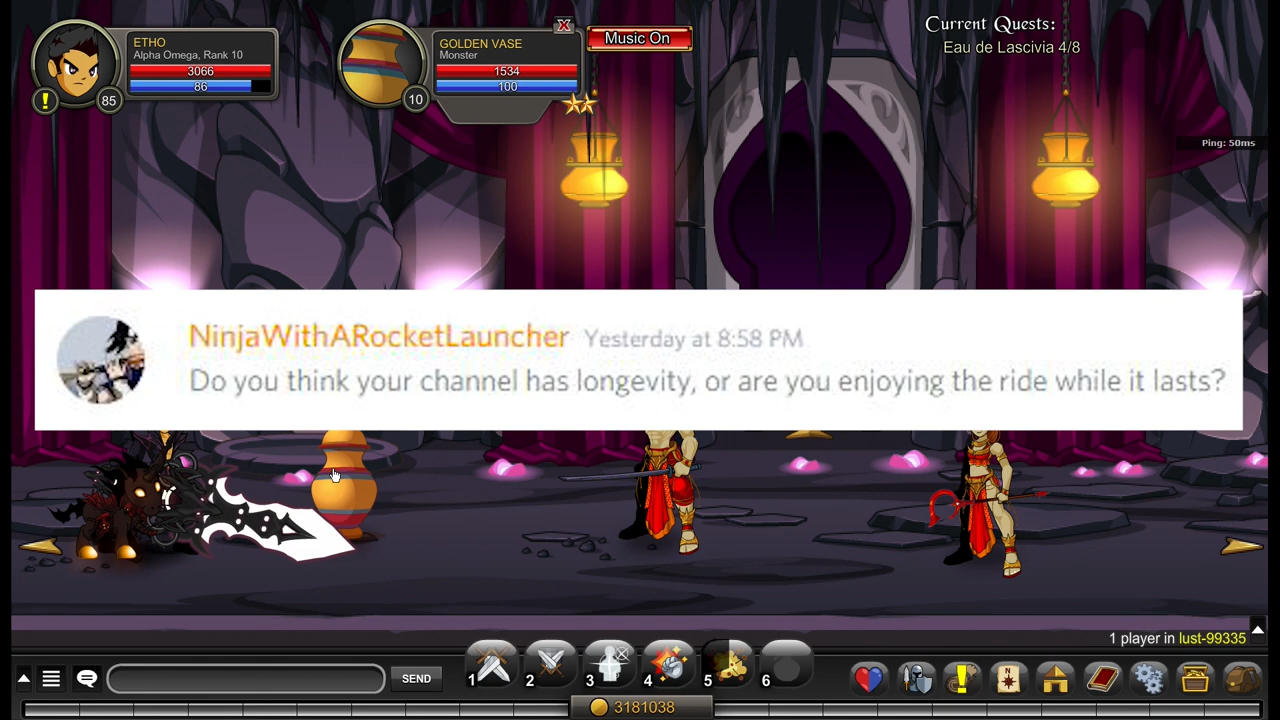 ETHO
Alpha Omega, Rank 10
3066
86
85
GOLDEN VASE
Monster
1534
100
10
X
Music On
Current Quests:
Eau de Lascivia 4/8
Ping: 50ms
NinjaWithARocketLauncher Yesterday at 8:58 PM
Do you think your channel has longevity, or are you enjoying the ride while it lasts?
1 player in lust-99335
SEND
1 2 3 4 5 6
3181038